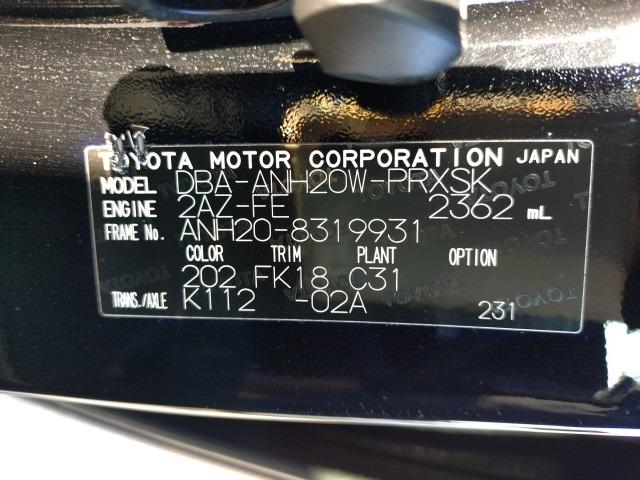 TOYOTA MOTOR CORPORATION JAPAN
MODEL DBA-ANH20W-PRXSK
ENGINE 2AZ-FE 2362 mL
FRAME No. ANH20-8319931
COLOR TRIM PLANT OPTION
202 FK18 C31
TRANS./AXLE K112 -02A 231